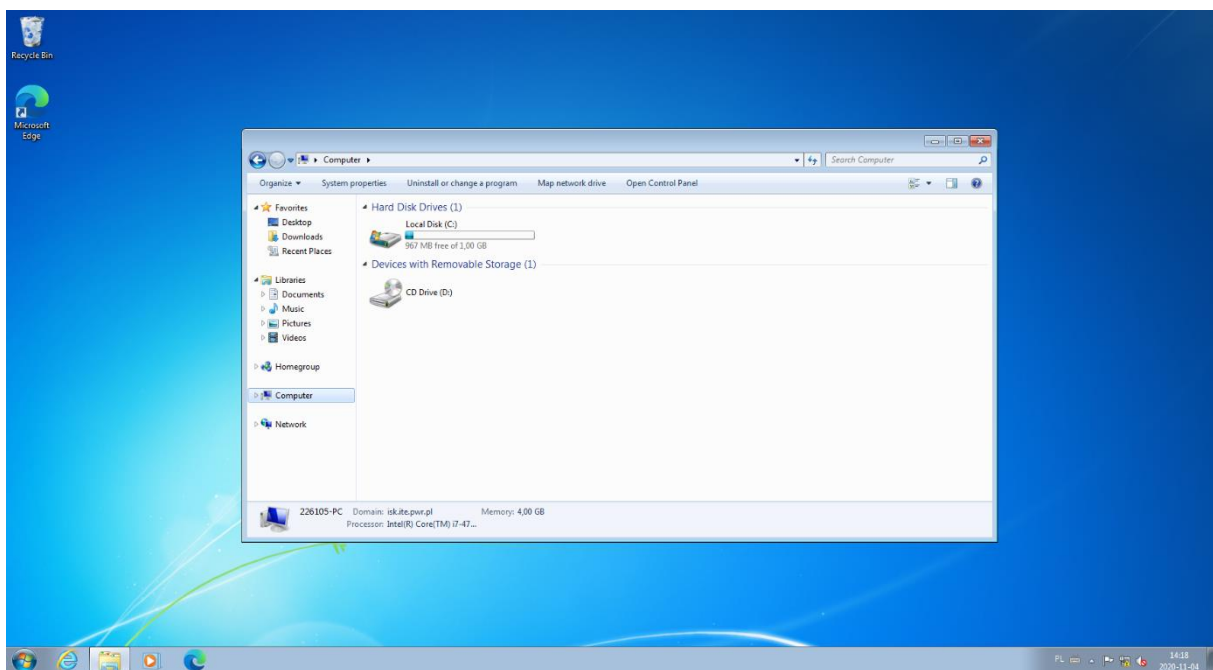 Recycle Bin
Microsoft
Edge
Computer
Search Computer
Organize
System properties
Uninstall or change a program
Map network drive
Open Control Panel
Favorites
Desktop
Downloads
Recent Places
Libraries
Documents
Music
Pictures
Videos
Homegroup
Computer
Network
Hard Disk Drives (1)
Local Disk (C:)
967 MB free of 1,00 GB
Devices with Removable Storage (1)
CD Drive (D:)
226105-PC Domain: isk.ite.pwr.pl Memory: 4,00 GB
Processor: Intel(R) Core(TM) i7-47...
PL
14:18
2020-11-04